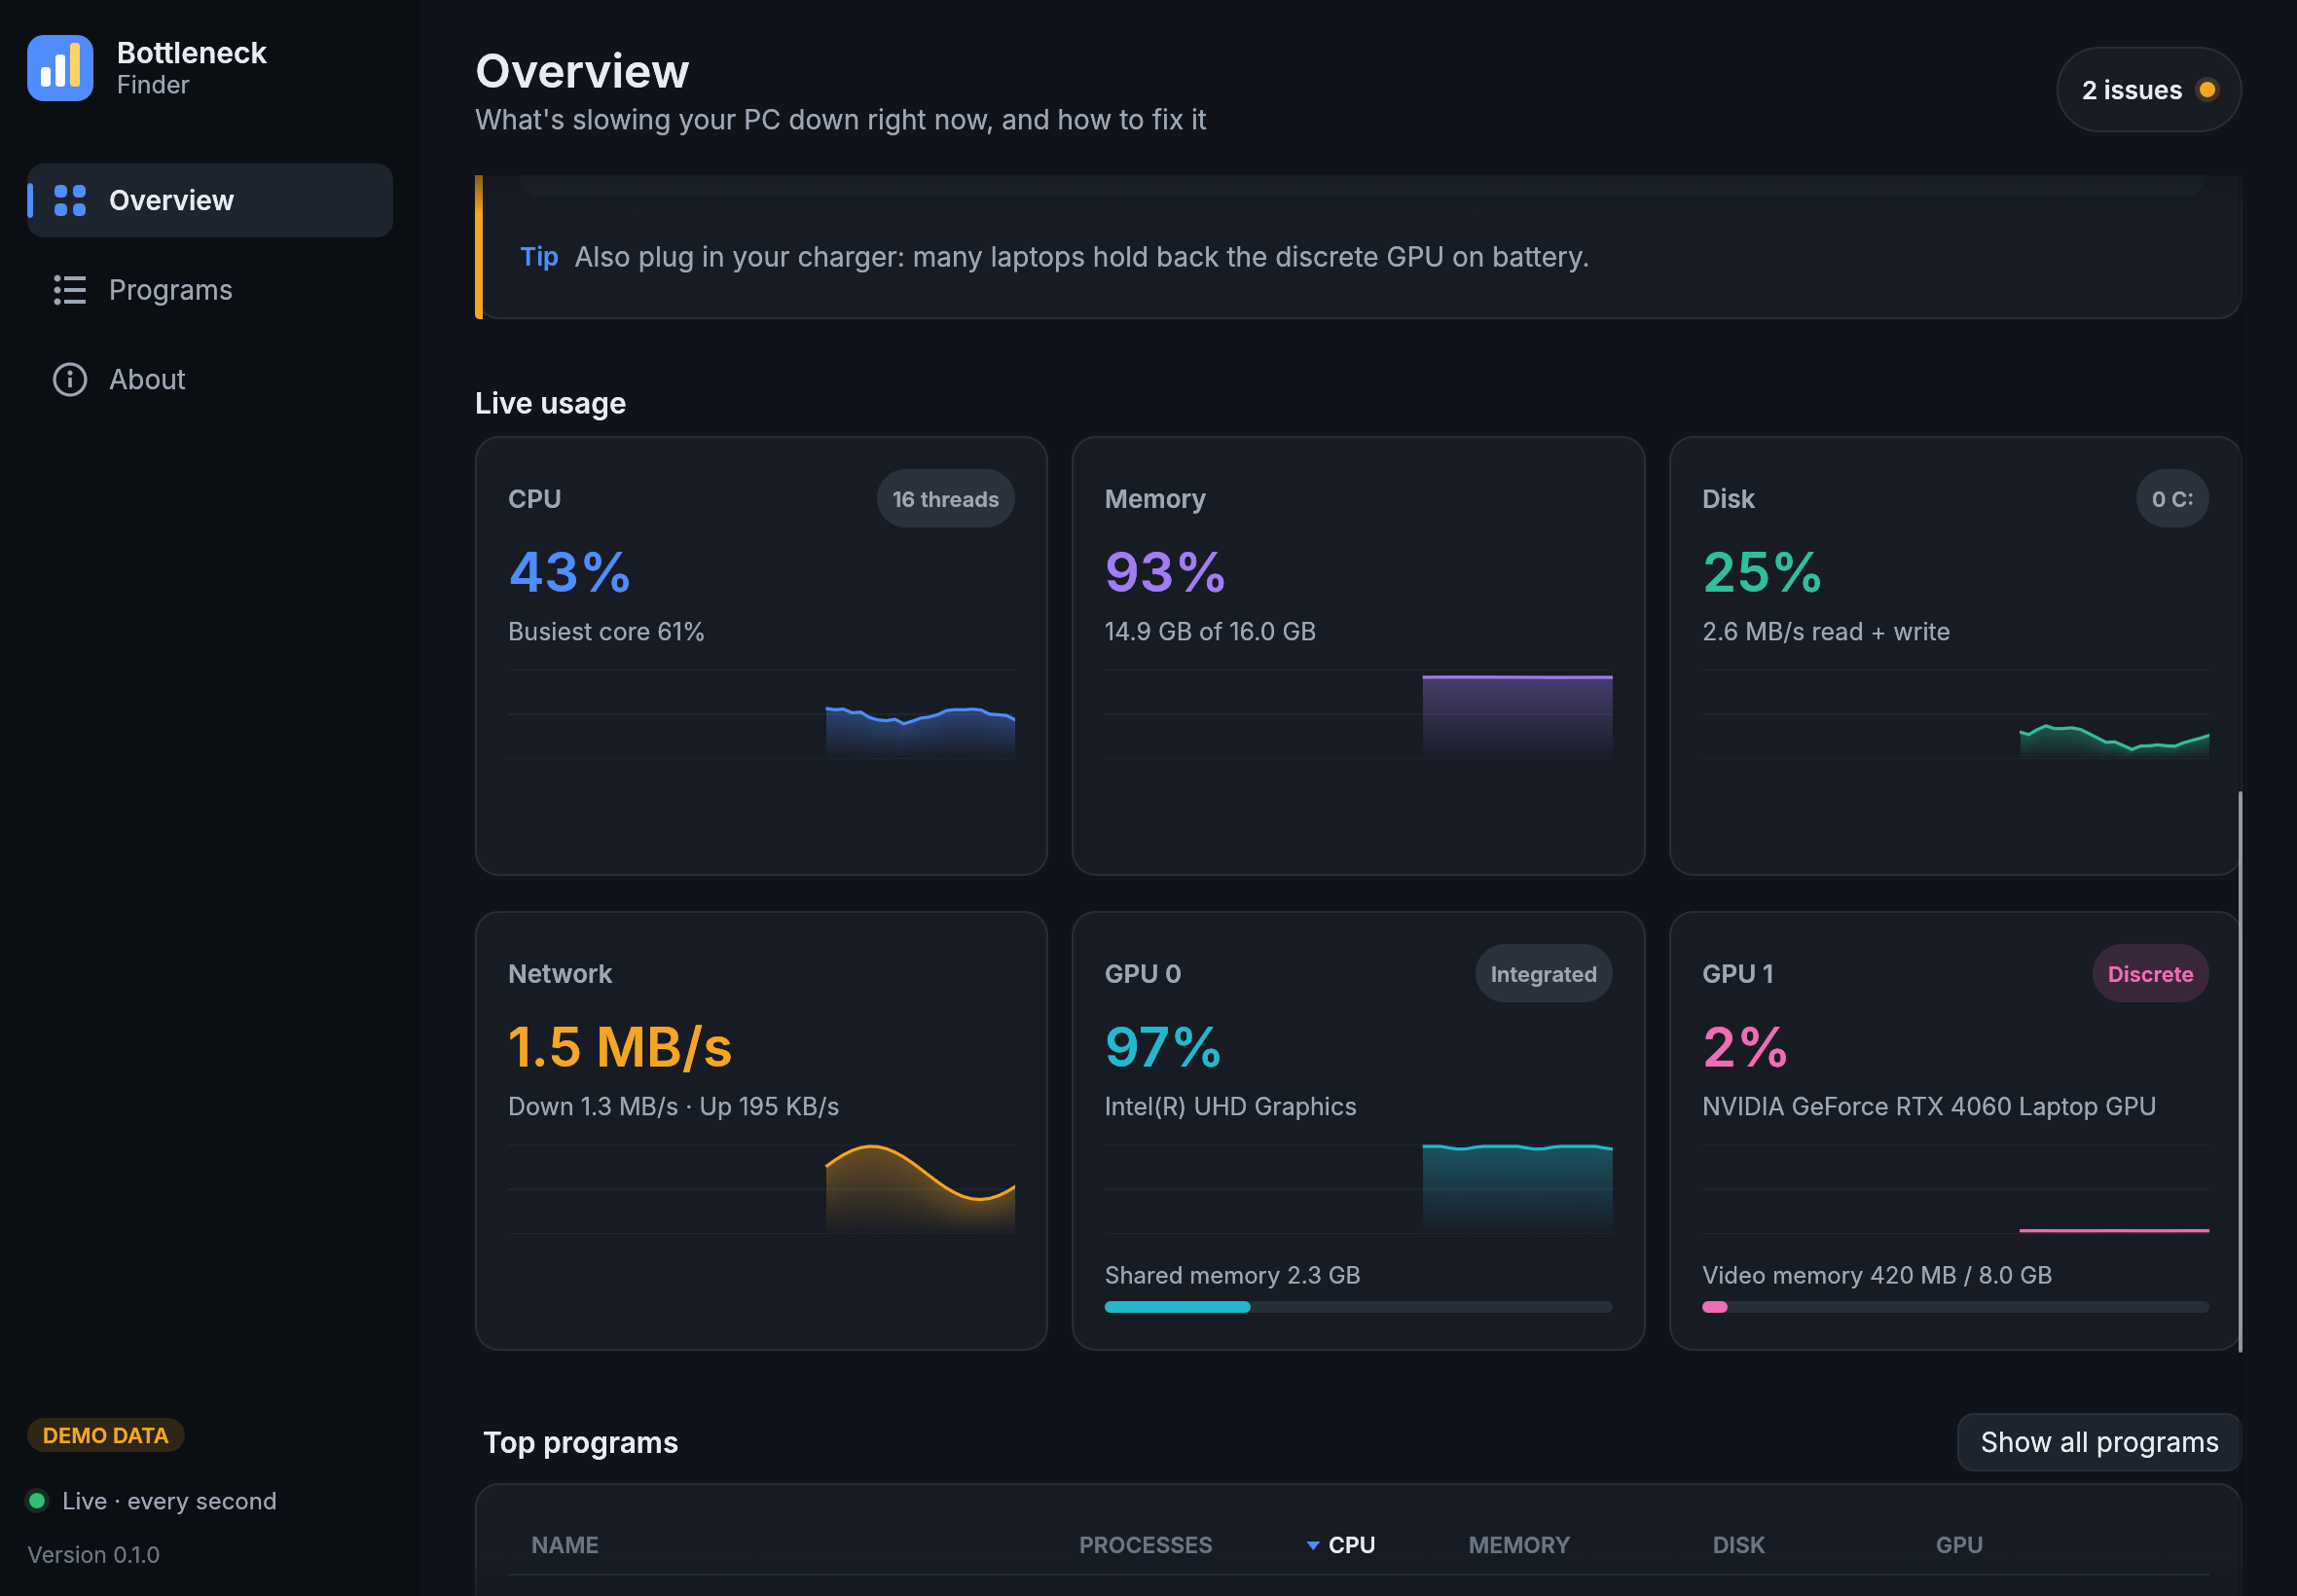 Bottleneck
Finder
Overview
Programs
About
DEMO DATA
Live · every second
Version 0.1.0
Overview
What's slowing your PC down right now, and how to fix it
2 issues
Tip Also plug in your charger: many laptops hold back the discrete GPU on battery.
Live usage
CPU
16 threads
43%
Busiest core 61%
Memory
93%
14.9 GB of 16.0 GB
Disk
0 C:
25%
2.6 MB/s read + write
Network
1.5 MB/s
Down 1.3 MB/s · Up 195 KB/s
GPU 0
Integrated
97%
Intel(R) UHD Graphics
Shared memory 2.3 GB
GPU 1
Discrete
2%
NVIDIA GeForce RTX 4060 Laptop GPU
Video memory 420 MB / 8.0 GB
Top programs
Show all programs
NAME PROCESSES CPU MEMORY DISK GPU